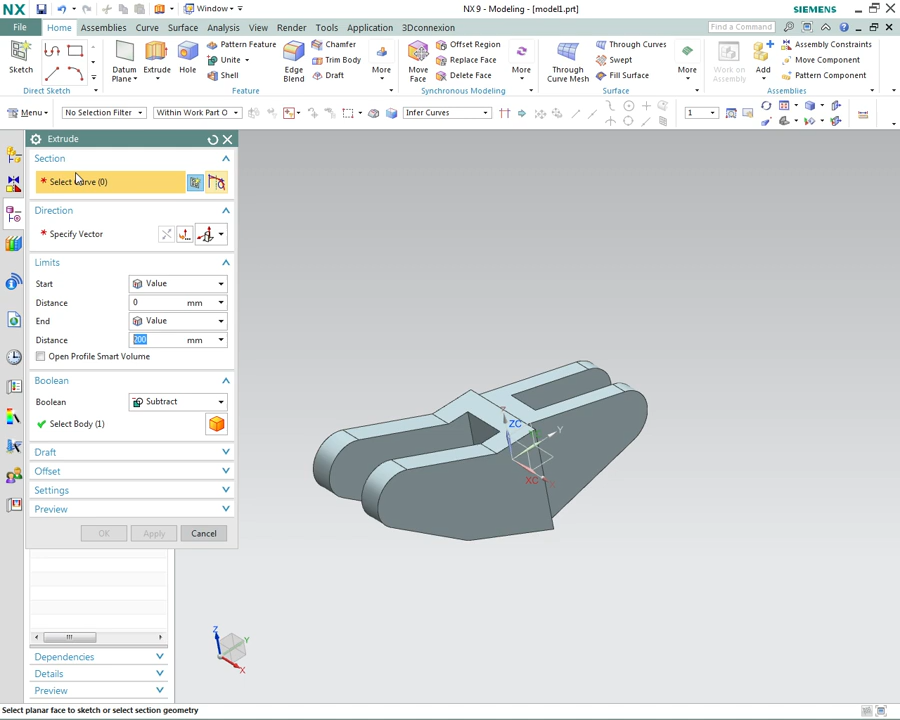 NX
Window
NX 9 - Modeling - [model1.prt]
SIEMENS
File
Home
Assemblies
Curve
Surface
Analysis
View
Render
Tools
Application
3Dconnexion
Find a Command
Sketch
Direct Sketch
Datum Plane
Extrude
Hole
Pattern Feature
Unite
Shell
Edge Blend
Chamfer
Trim Body
Draft
More
Feature
Move Face
Offset Region
Replace Face
Delete Face
More
Synchronous Modeling
Through Curve Mesh
Through Curves
Swept
Fill Surface
More
Surface
Work on Assembly
Add
Assembly Constraints
Move Component
Pattern Component
Assemblies
Menu
No Selection Filter
Within Work Part O
Infer Curves
1
Extrude
Section
* Select Curve (0)
Direction
* Specify Vector
Limits
Start Value
Distance 0 mm
End Value
Distance 200 mm
Open Profile Smart Volume
Boolean
Boolean Subtract
Select Body (1)
Draft
Offset
Settings
Preview
OK Apply Cancel
ZC
Y
XC
Z
Y
X
Dependencies
Details
Preview
Select planar face to sketch or select section geometry